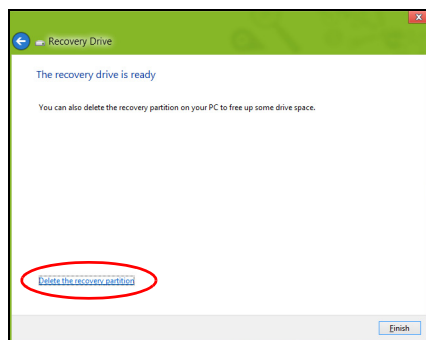 Recovery Drive
The recovery drive is ready
You can also delete the recovery partition on your PC to free up some drive space.
Delete the recovery partition
Finish